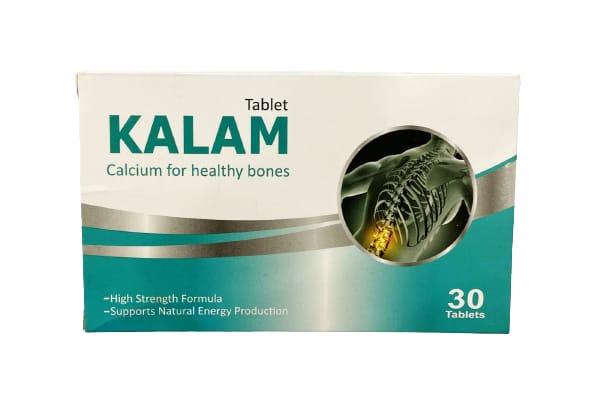 Tablet
KALAM
Calcium for healthy bones
-High Strength Formula
-Supports Natural Energy Production
30
Tablets